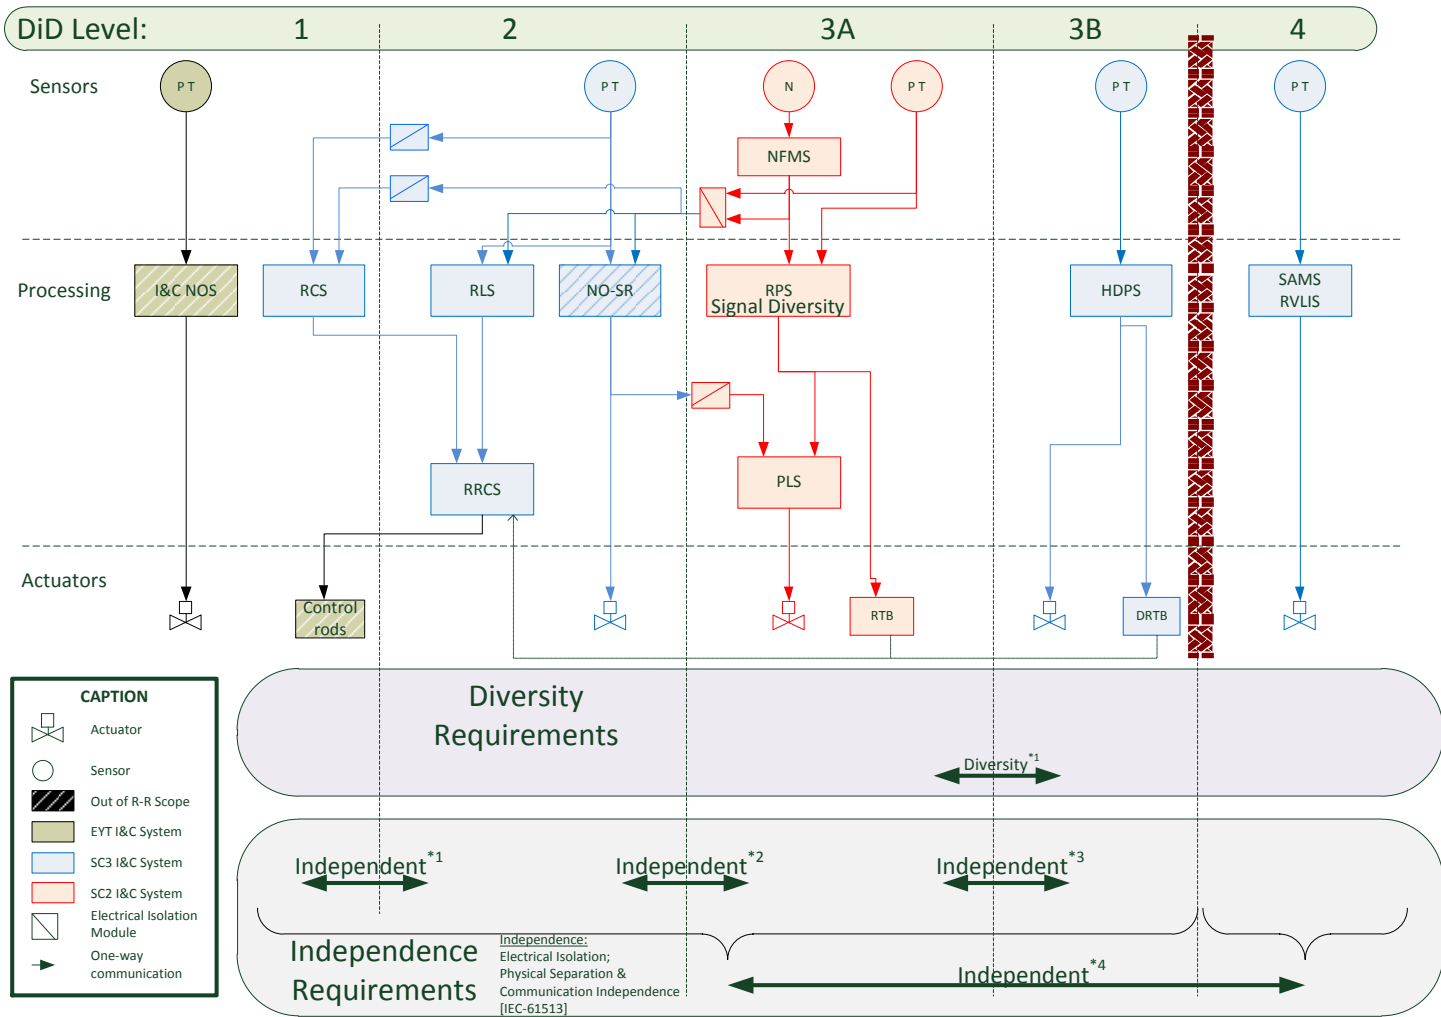 DiD Level: 1 2 3A 3B 4
Sensors
P T
P T
N
P T
P T
P T
NFMS
Processing
I&C NOS
RCS
RLS
NO-SR
RPS
Signal Diversity
HDPS
SAMS
RVLIS
RRCS
PLS
Actuators
Control
rods
RTB
DRTB
CAPTION
Actuator
Sensor
Out of R-R Scope
EYT I&C System
SC3 I&C System
SC2 I&C System
Electrical Isolation
Module
One-way
communication
Diversity
Requirements
Diversity*1
Independent*1
Independent*2
Independent*3
Independence
Requirements
Independence:
Electrical Isolation;
Physical Separation &
Communication Independence
[IEC-61513]
Independent*4